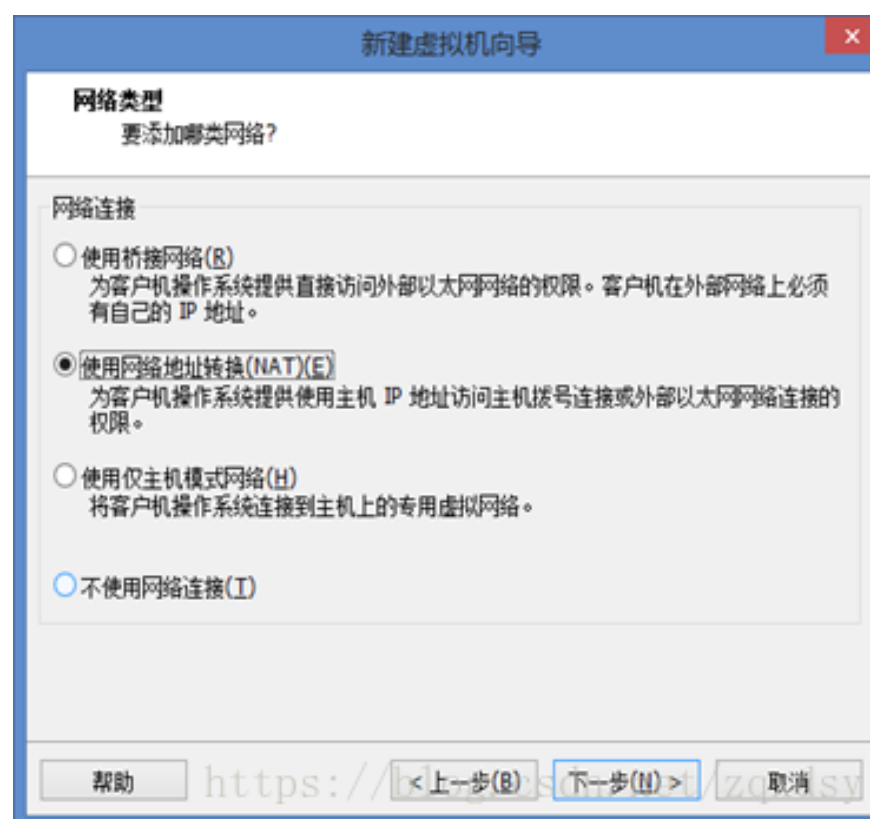 新建虚拟机向导
网络类型
要添加哪类网络?
网络连接
使用桥接网络(R)
为客户机操作系统提供直接访问外部以太网网络的权限。客户机在外部网络上必须
有自己的 IP 地址。
使用网络地址转换(NAT)(E)
为客户机操作系统提供使用主机 IP 地址访问主机拨号连接或外部以太网网络连接的
权限。
使用仅主机模式网络(H)
将客户机操作系统连接到主机上的专用虚拟网络。
不使用网络连接(T)
帮助
< 上一步(B)
下一步(N) >
取消